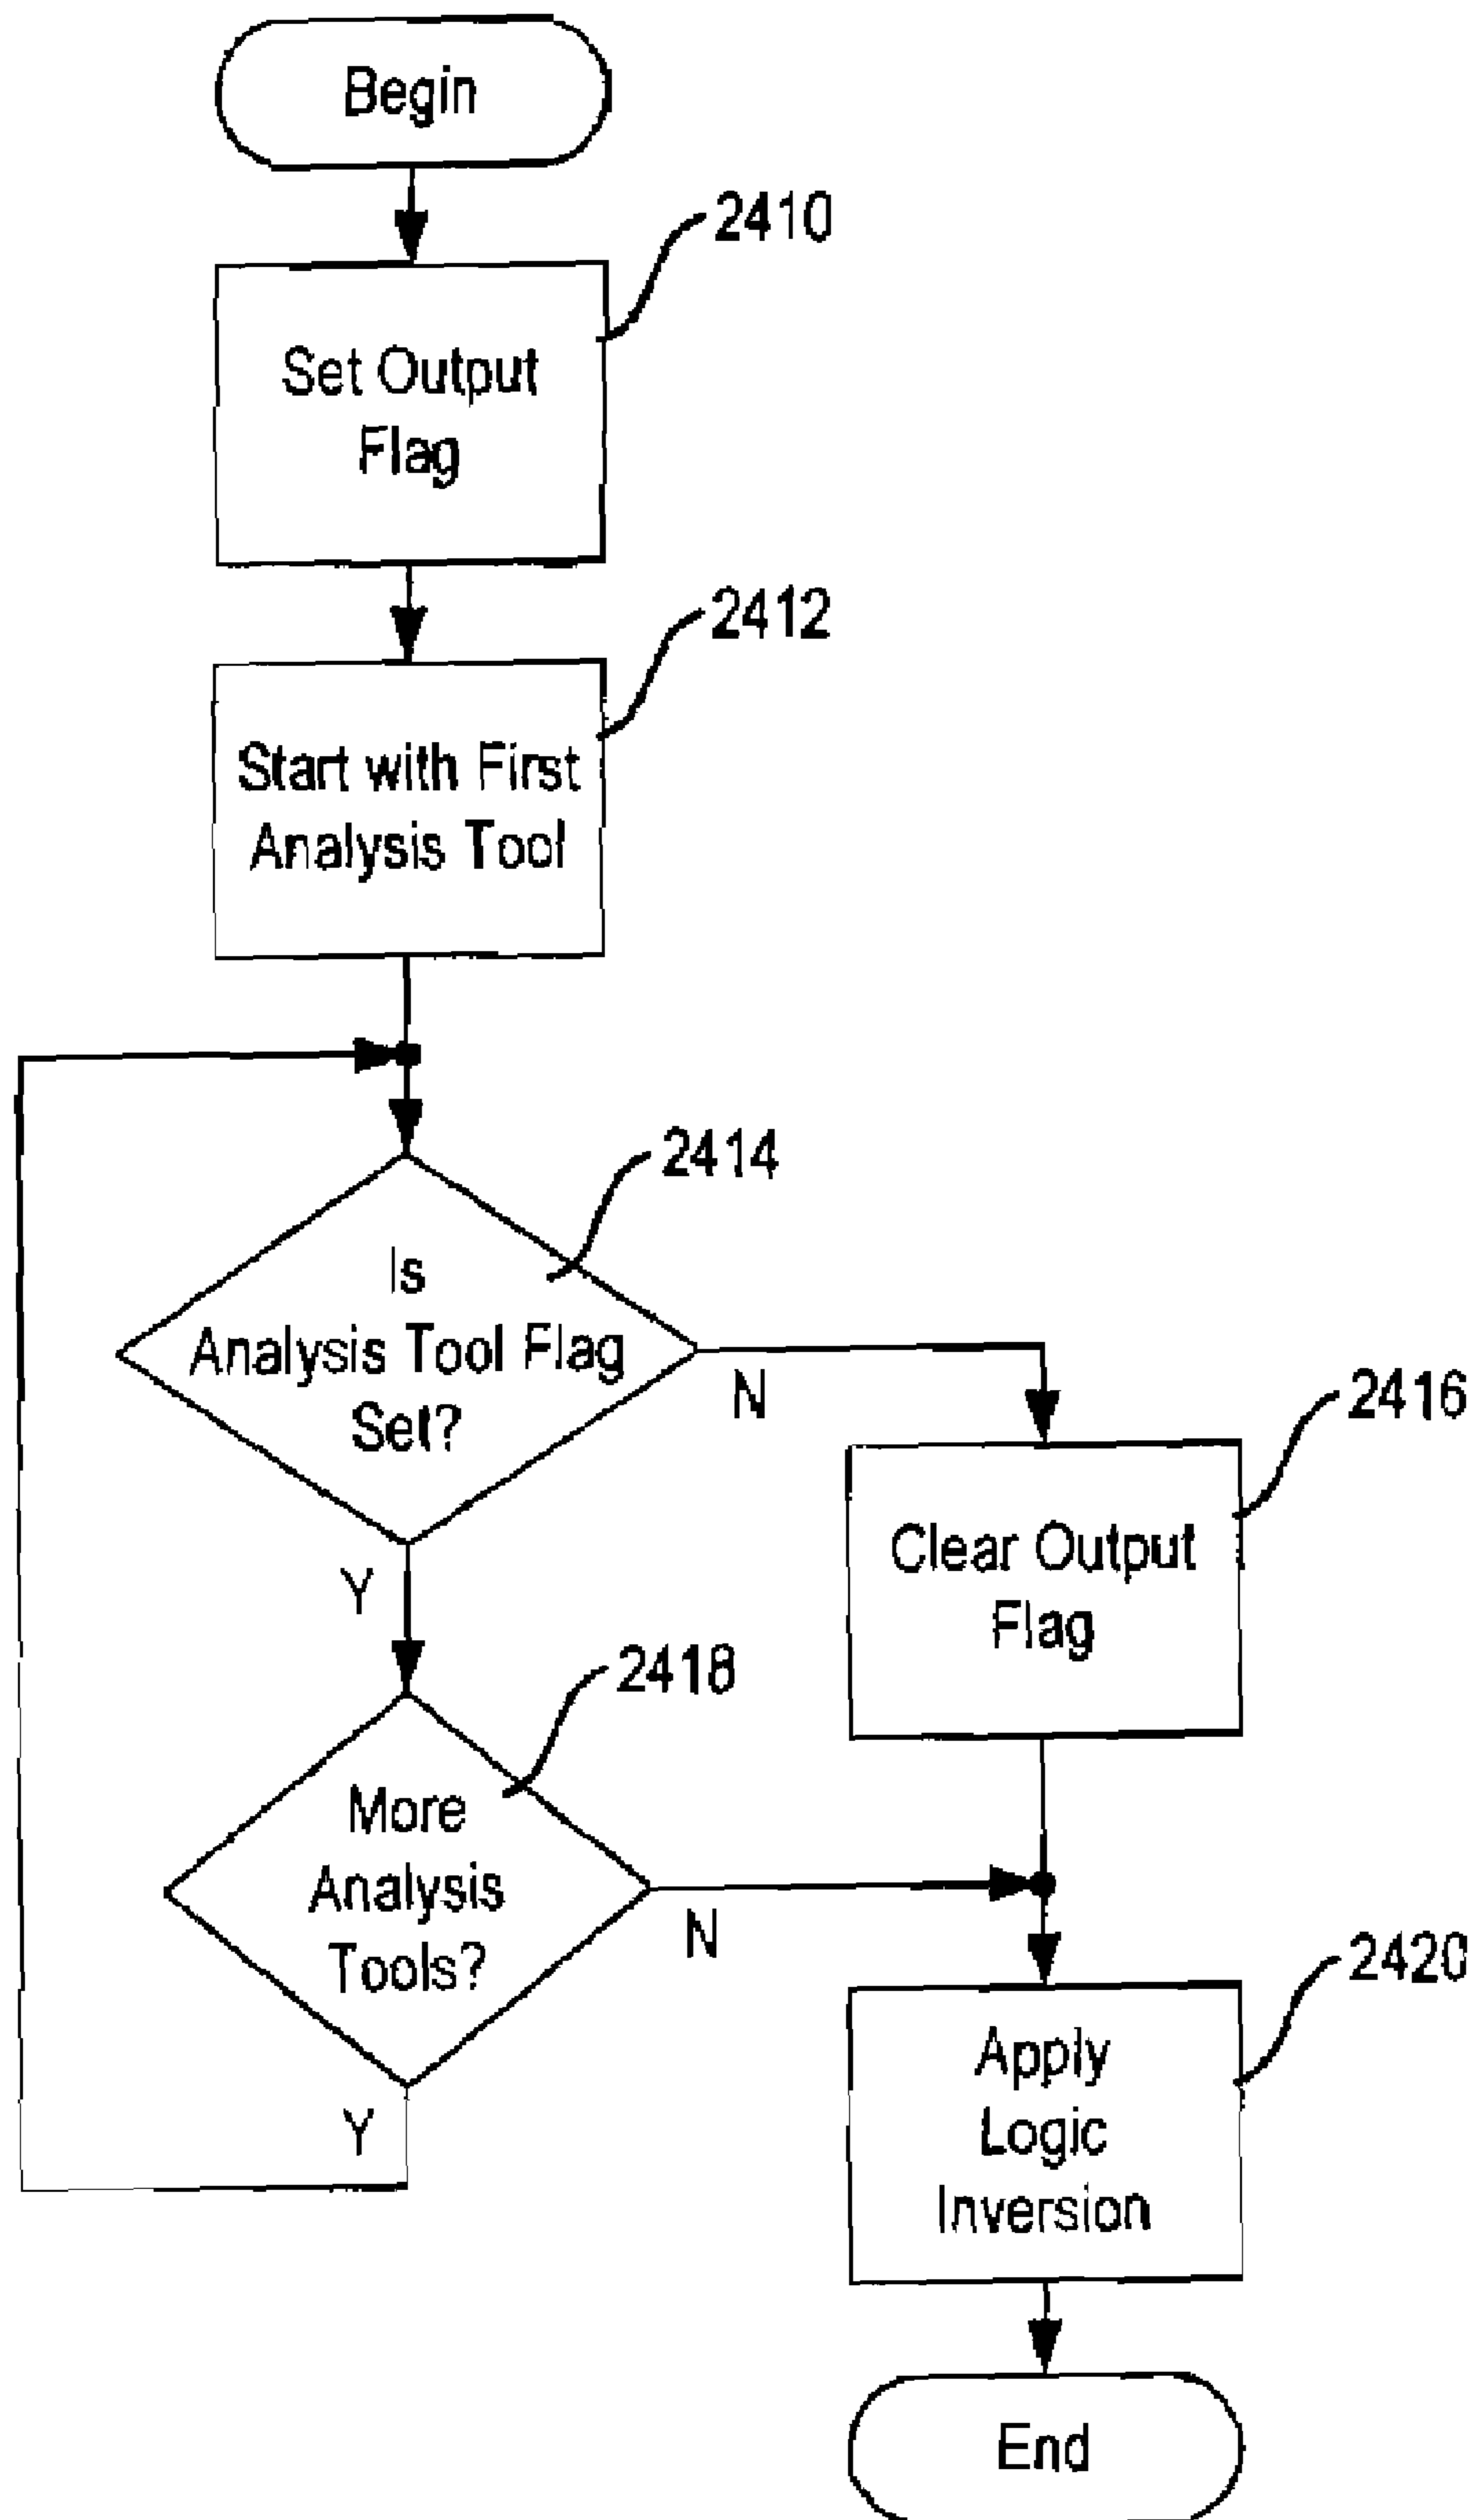 Begin
2410
Set Output
Flag
2412
Start with First
Analysis Tool
2414
Is
Analysis Tool Flag
Set?
N
2416
Clear Output
Flag
Y
2418
More
Analysis
Tools?
N
2420
Apply
Logic
Inversion
Y
End